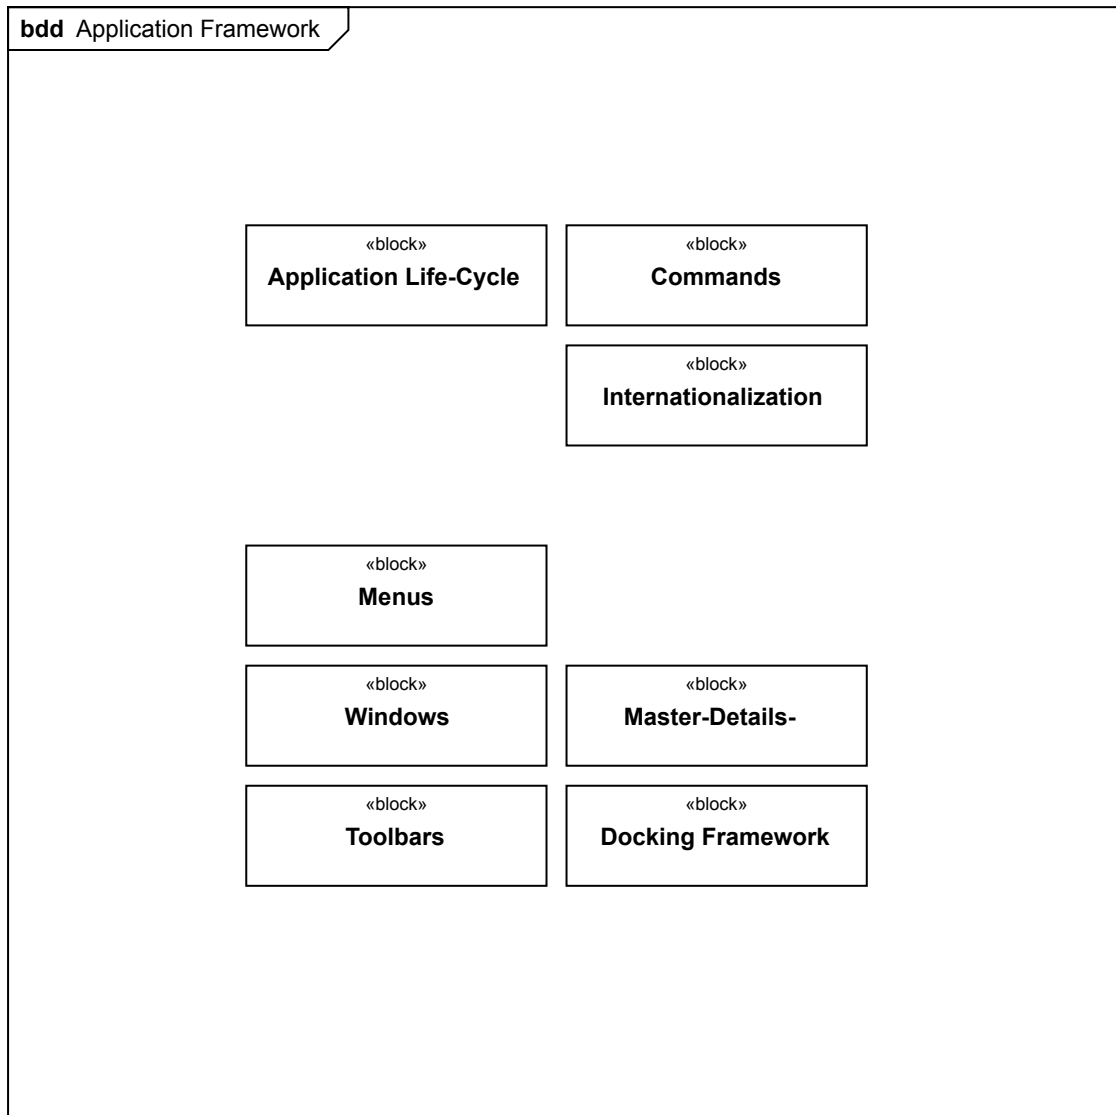 bdd Application Framework
«block»
Application Life-Cycle
«block»
Commands
«block»
Internationalization
«block»
Menus
«block»
Windows
«block»
Master-Details-
«block»
Toolbars
«block»
Docking Framework